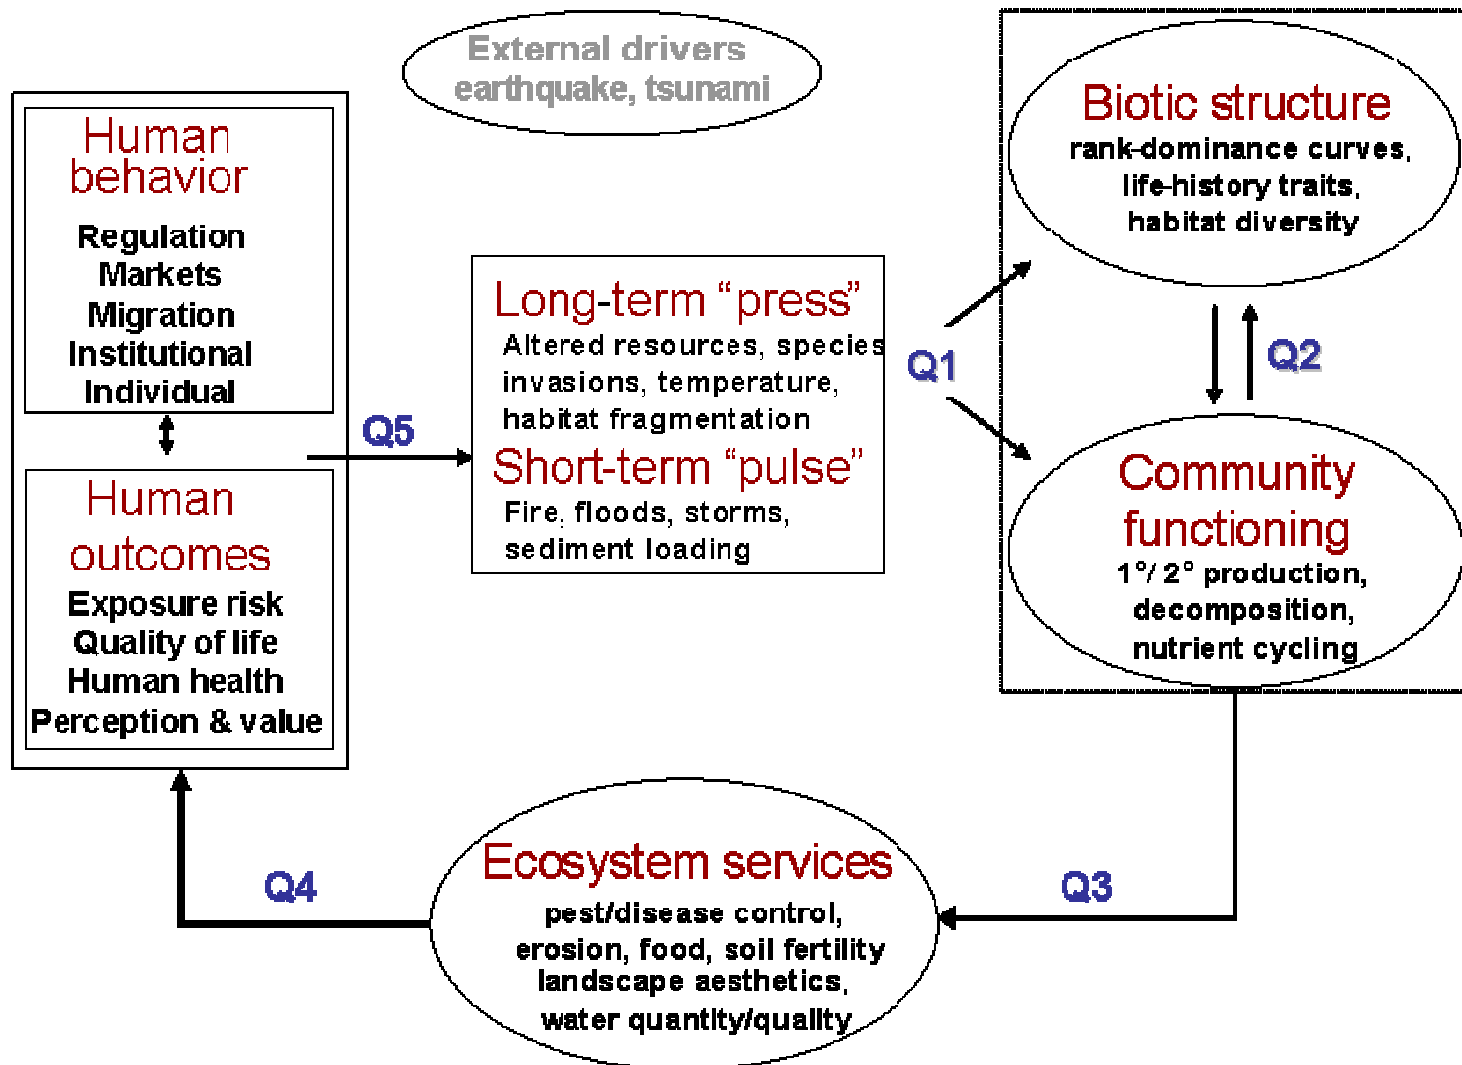 External drivers
earthquake, tsunami
Human
behavior
Regulation
Markets
Migration
Institutional
Individual
Human
outcomes
Exposure risk
Quality of life
Human health
Perception & value
Q5
Long-term “press”
Altered resources, species
invasions, temperature,
habitat fragmentation
Short-term “pulse”
Fire, floods, storms,
sediment loading
Q1
Biotic structure
rank-dominance curves,
life-history traits,
habitat diversity
Q2
Community
functioning
1°/ 2° production,
decomposition,
nutrient cycling
Q3
Ecosystem services
pest/disease control,
erosion, food, soil fertility
landscape aesthetics,
water quantity/quality
Q4